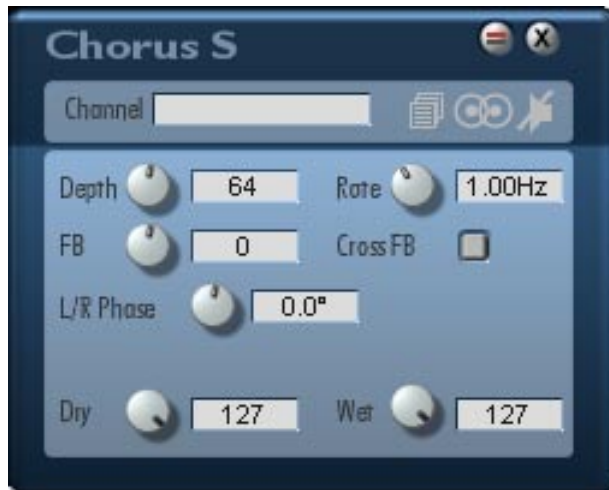 Chorus S
Channel
Depth 64 Rate 1.00Hz
FB 0 Cross FB
L/R Phase 0.0°
Dry 127 Wet 127